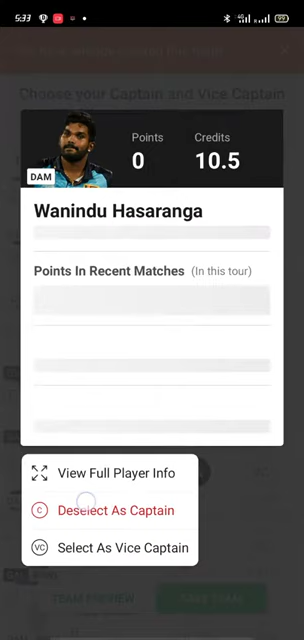 5:33
99
Choose your Captain and Vice Captain
Points
Credits
0
10.5
DAM
Wanindu Hasaranga
Points In Recent Matches (In this tour)
View Full Player Info
C
Deselect As Captain
VC
Select As Vice Captain
TEAM PREVIEW
SAVE TEAM